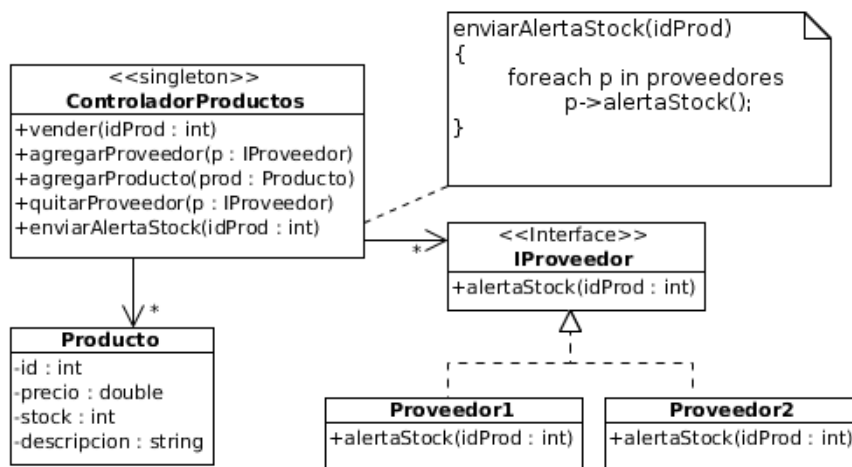 <<singleton>>
ControladorProductos
+vender(idProd : int)
+agregarProveedor(p : IProveedor)
+agregarProducto(prod : Producto)
+quitarProveedor(p : IProveedor)
+enviarAlertaStock(idProd : int)
enviarAlertaStock(idProd)
{
foreach p in proveedores
p->alertaStock();
}
*
<<Interface>>
IProveedor
+alertaStock(idProd : int)
*
Producto
-id : int
-precio : double
-stock : int
-descripcion : string
Proveedor1
+alertaStock(idProd : int)
Proveedor2
+alertaStock(idProd : int)